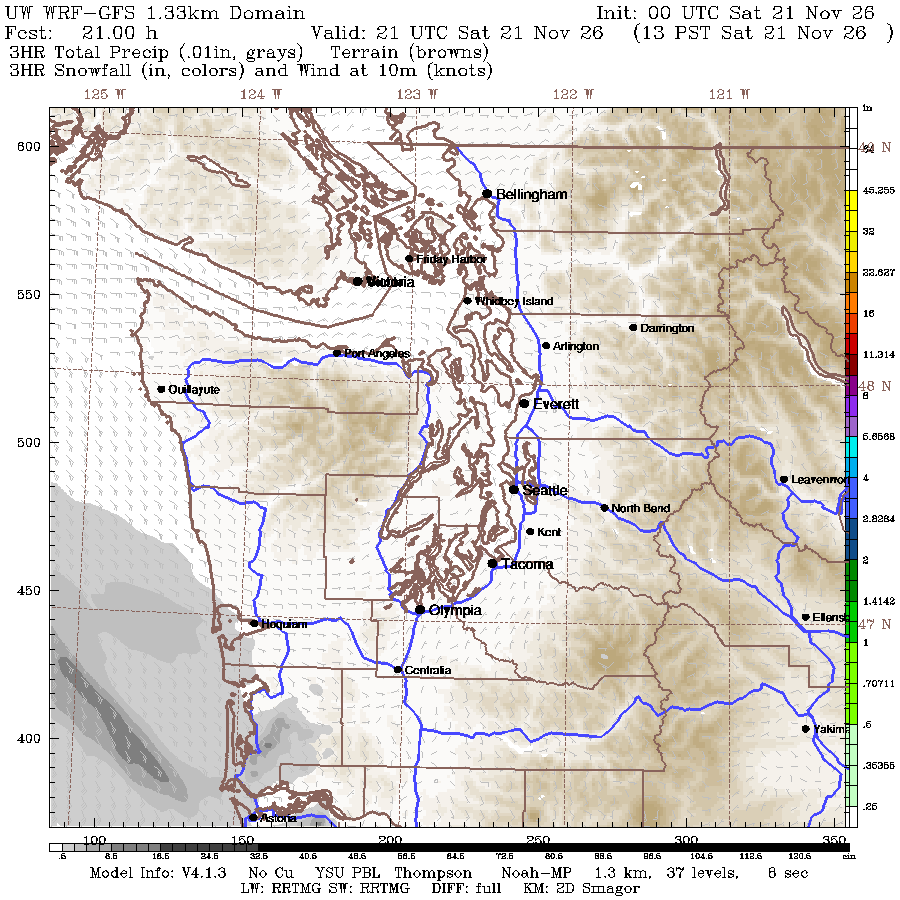 UW WRF-GFS 1.33km Domain Init: 00 UTC Sat 21 Nov 26
Fcst: 21.00 h Valid: 21 UTC Sat 21 Nov 26 (13 PST Sat 21 Nov 26 )
3HR Total Precip (.01in, grays) Terrain (browns)
3HR Snowfall (in, colors) and Wind at 10m (knots)
125 W 124 W 123 W 122 W 121 W
in
600
N
Bellingham
45.255
32
Friday Harbor
22.627
Victoria
550
Whidbey Island
16
Darrington
Arlington
Port Angeles
11.314
48 N
Quillayute
8
Everett
5.6568
500
Leavenwor
4
Seattle
North Bend
2.8284
Kent
2
Tacoma
450
1.4142
Olympia
Ellens
Hoquiam
47 N
1
Centralia
.70711
.5
Yakim
400
.35355
.25
Astoria
100 150 200 250 300 350
.5 8.5 16.5 24.5 32.5 40.5 48.5 56.5 64.5 72.5 80.5 88.5 96.5 104.5 112.5 120.5 cin
Model Info: V4.1.3 No Cu YSU PBL Thompson Noah-MP 1.3 km, 37 levels, 8 sec
LW: RRTMG SW: RRTMG DIFF: full KM: 2D Smagor